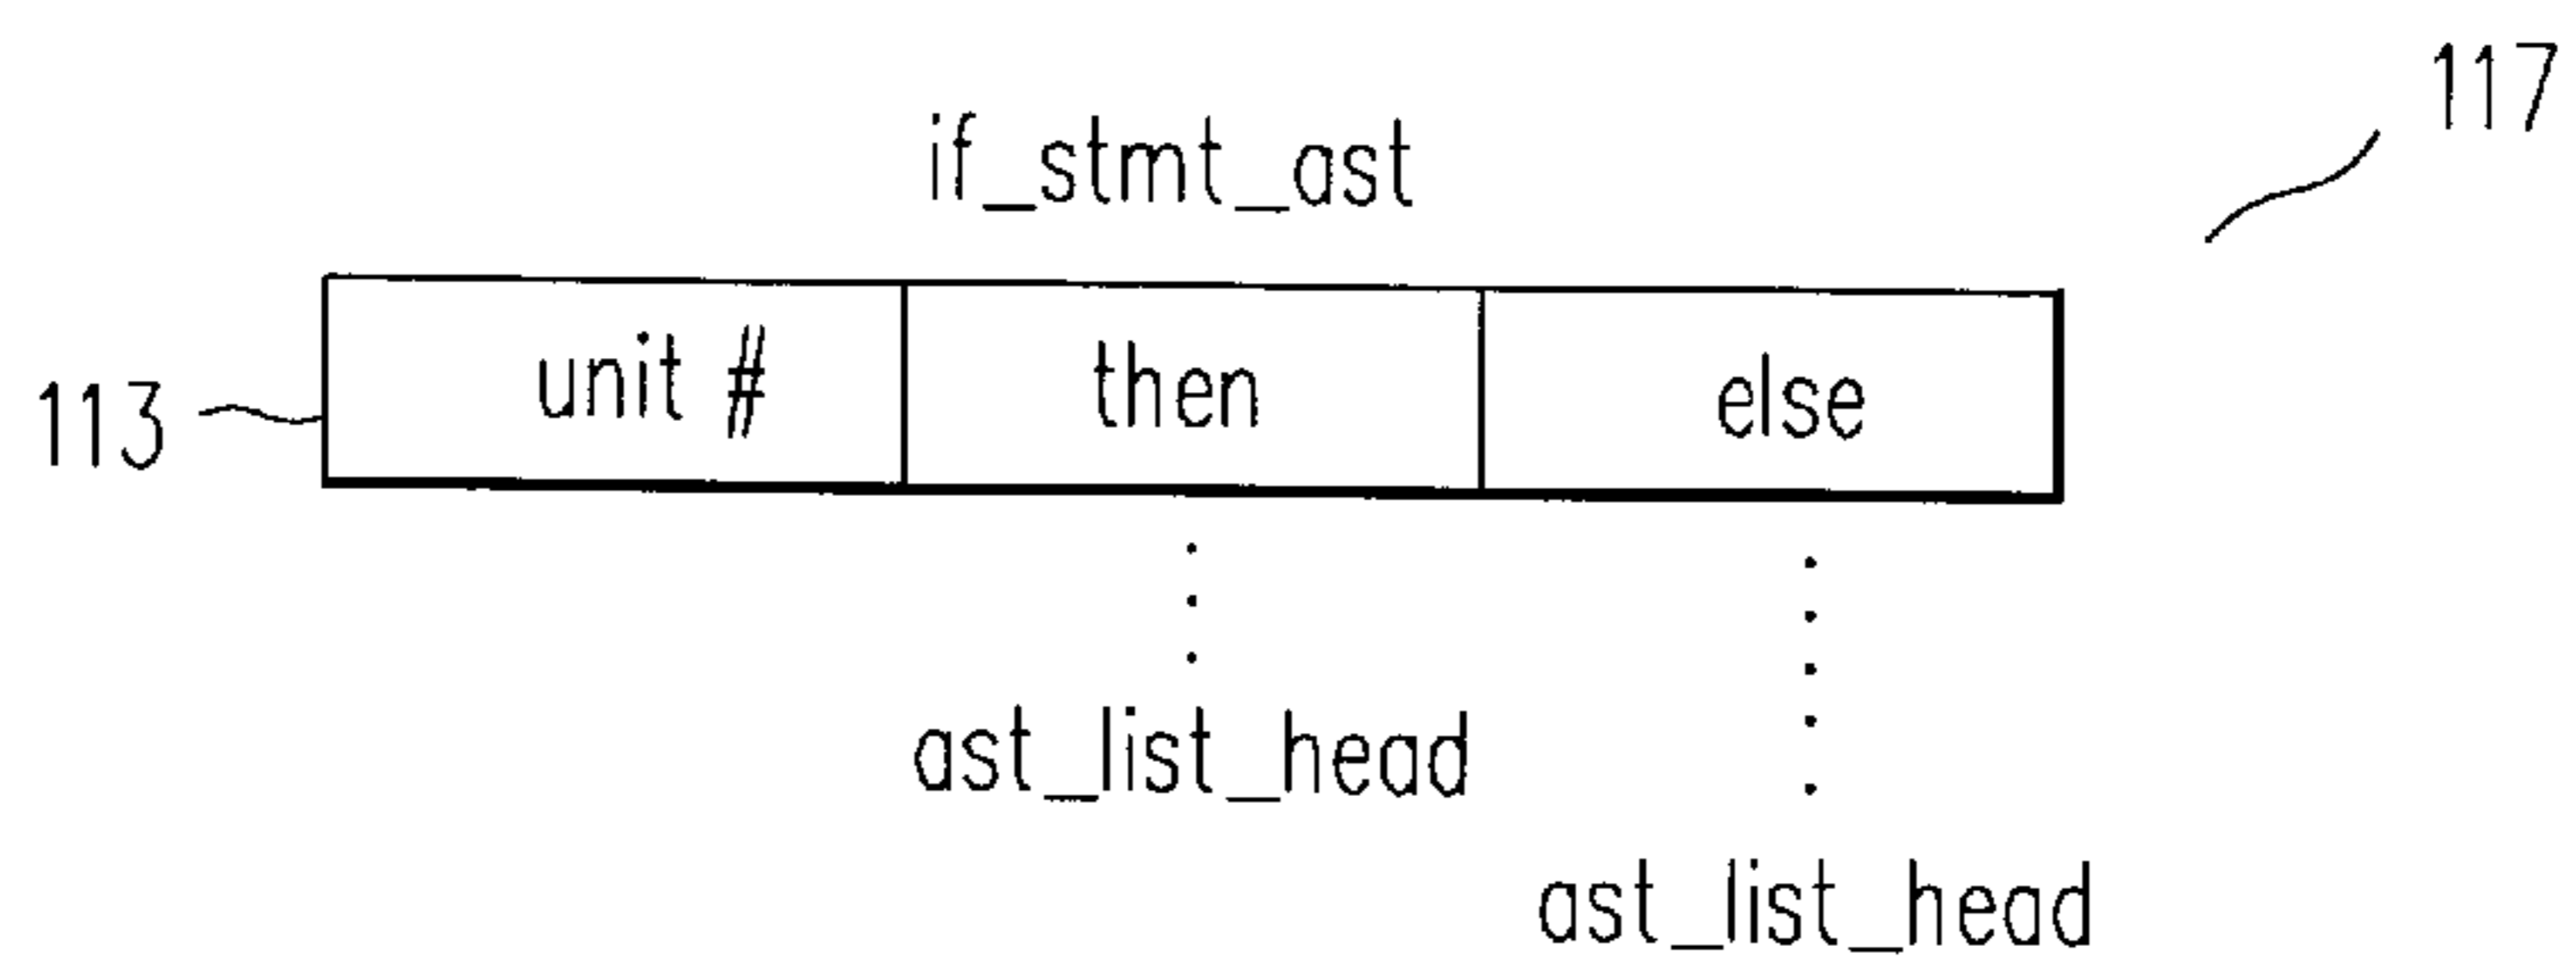 117
if_stmt_ast
113 unit # then else
ast_list_head
ast_list_head